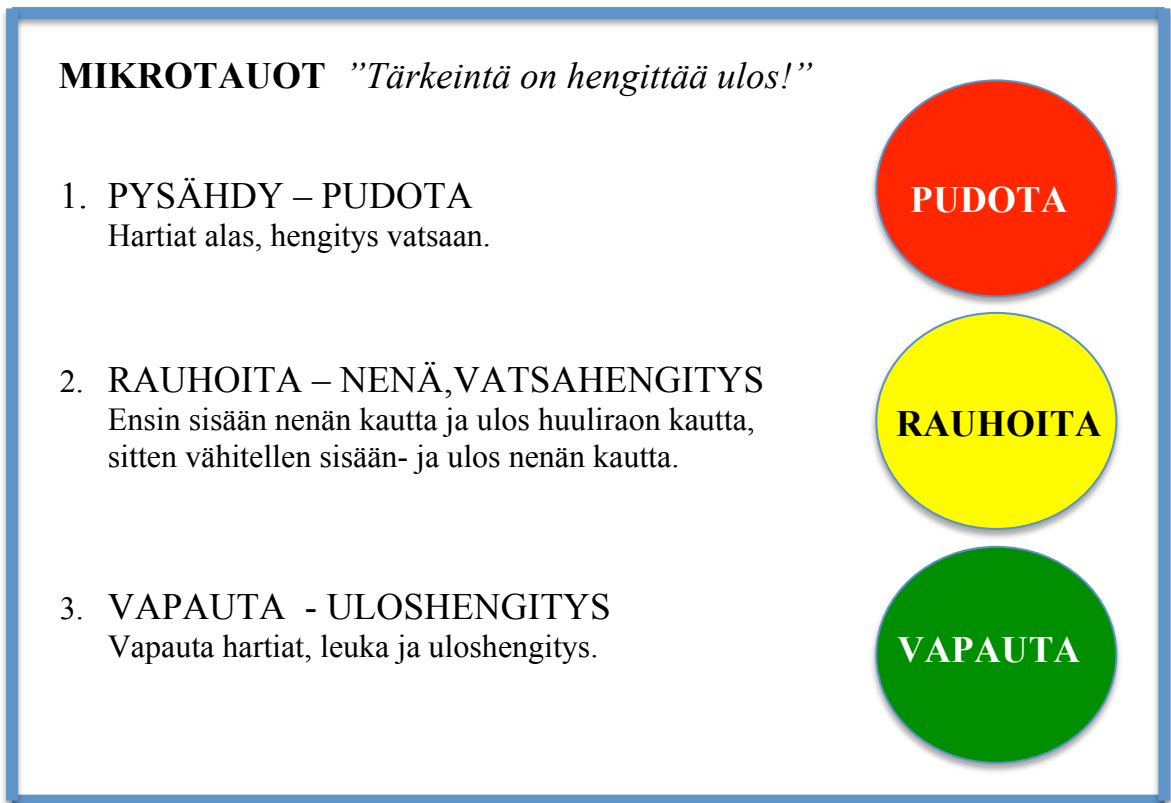 MIKROTAUOT ”Tärkeintä on hengittää ulos!”
1. PYSÄHDY – PUDOTA
Hartiat alas, hengitys vatsaan.
PUDOTA
2. RAUHOITA – NENÄ,VATSAHENGITYS
Ensin sisään nenän kautta ja ulos huuliraon kautta,
sitten vähitellen sisään- ja ulos nenän kautta.
RAUHOITA
3. VAPAUTA - ULOSHENGITYS
Vapauta hartiat, leuka ja uloshengitys.
VAPAUTA